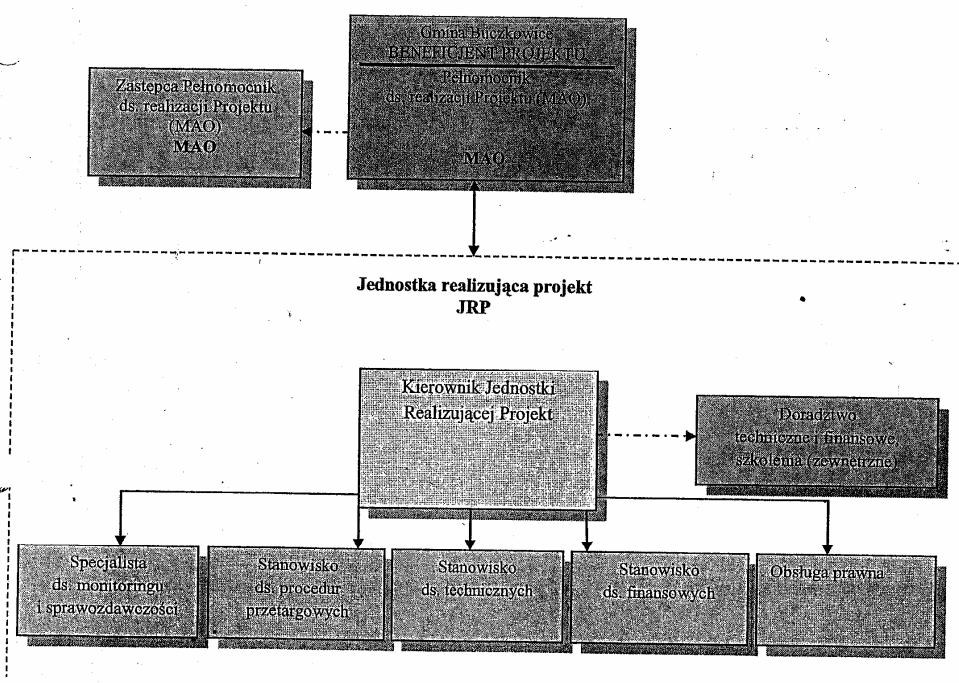 Gmina Buczkowice
BENEFICJENT PROJEKTU
Pełnomocnik
ds. realizacji Projektu (MAO)
MAO
Zastępca Pełnomocnik
ds. realizacji Projektu
(MAO)
MAO
Jednostka realizująca projekt
JRP
Kierownik Jednostki
Realizującej Projekt
Doradztwo
techniczne i finansowe,
szkolenia (zewnętrzne)
Specjalista
ds. monitoringu
i sprawozdawczości
Stanowisko
ds. procedur
przetargowych
Stanowisko
ds. technicznych
Stanowisko
ds. finansowych
Obsługa prawna